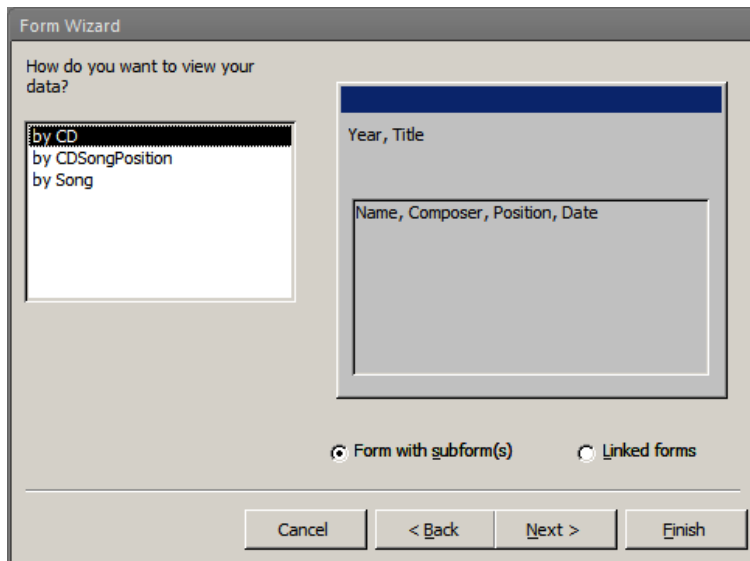 Form Wizard
How do you want to view your
data?
by CD
by CDSongPosition
by Song
Year, Title
Name, Composer, Position, Date
Form with subform(s)
Linked forms
Cancel
< Back
Next >
Finish